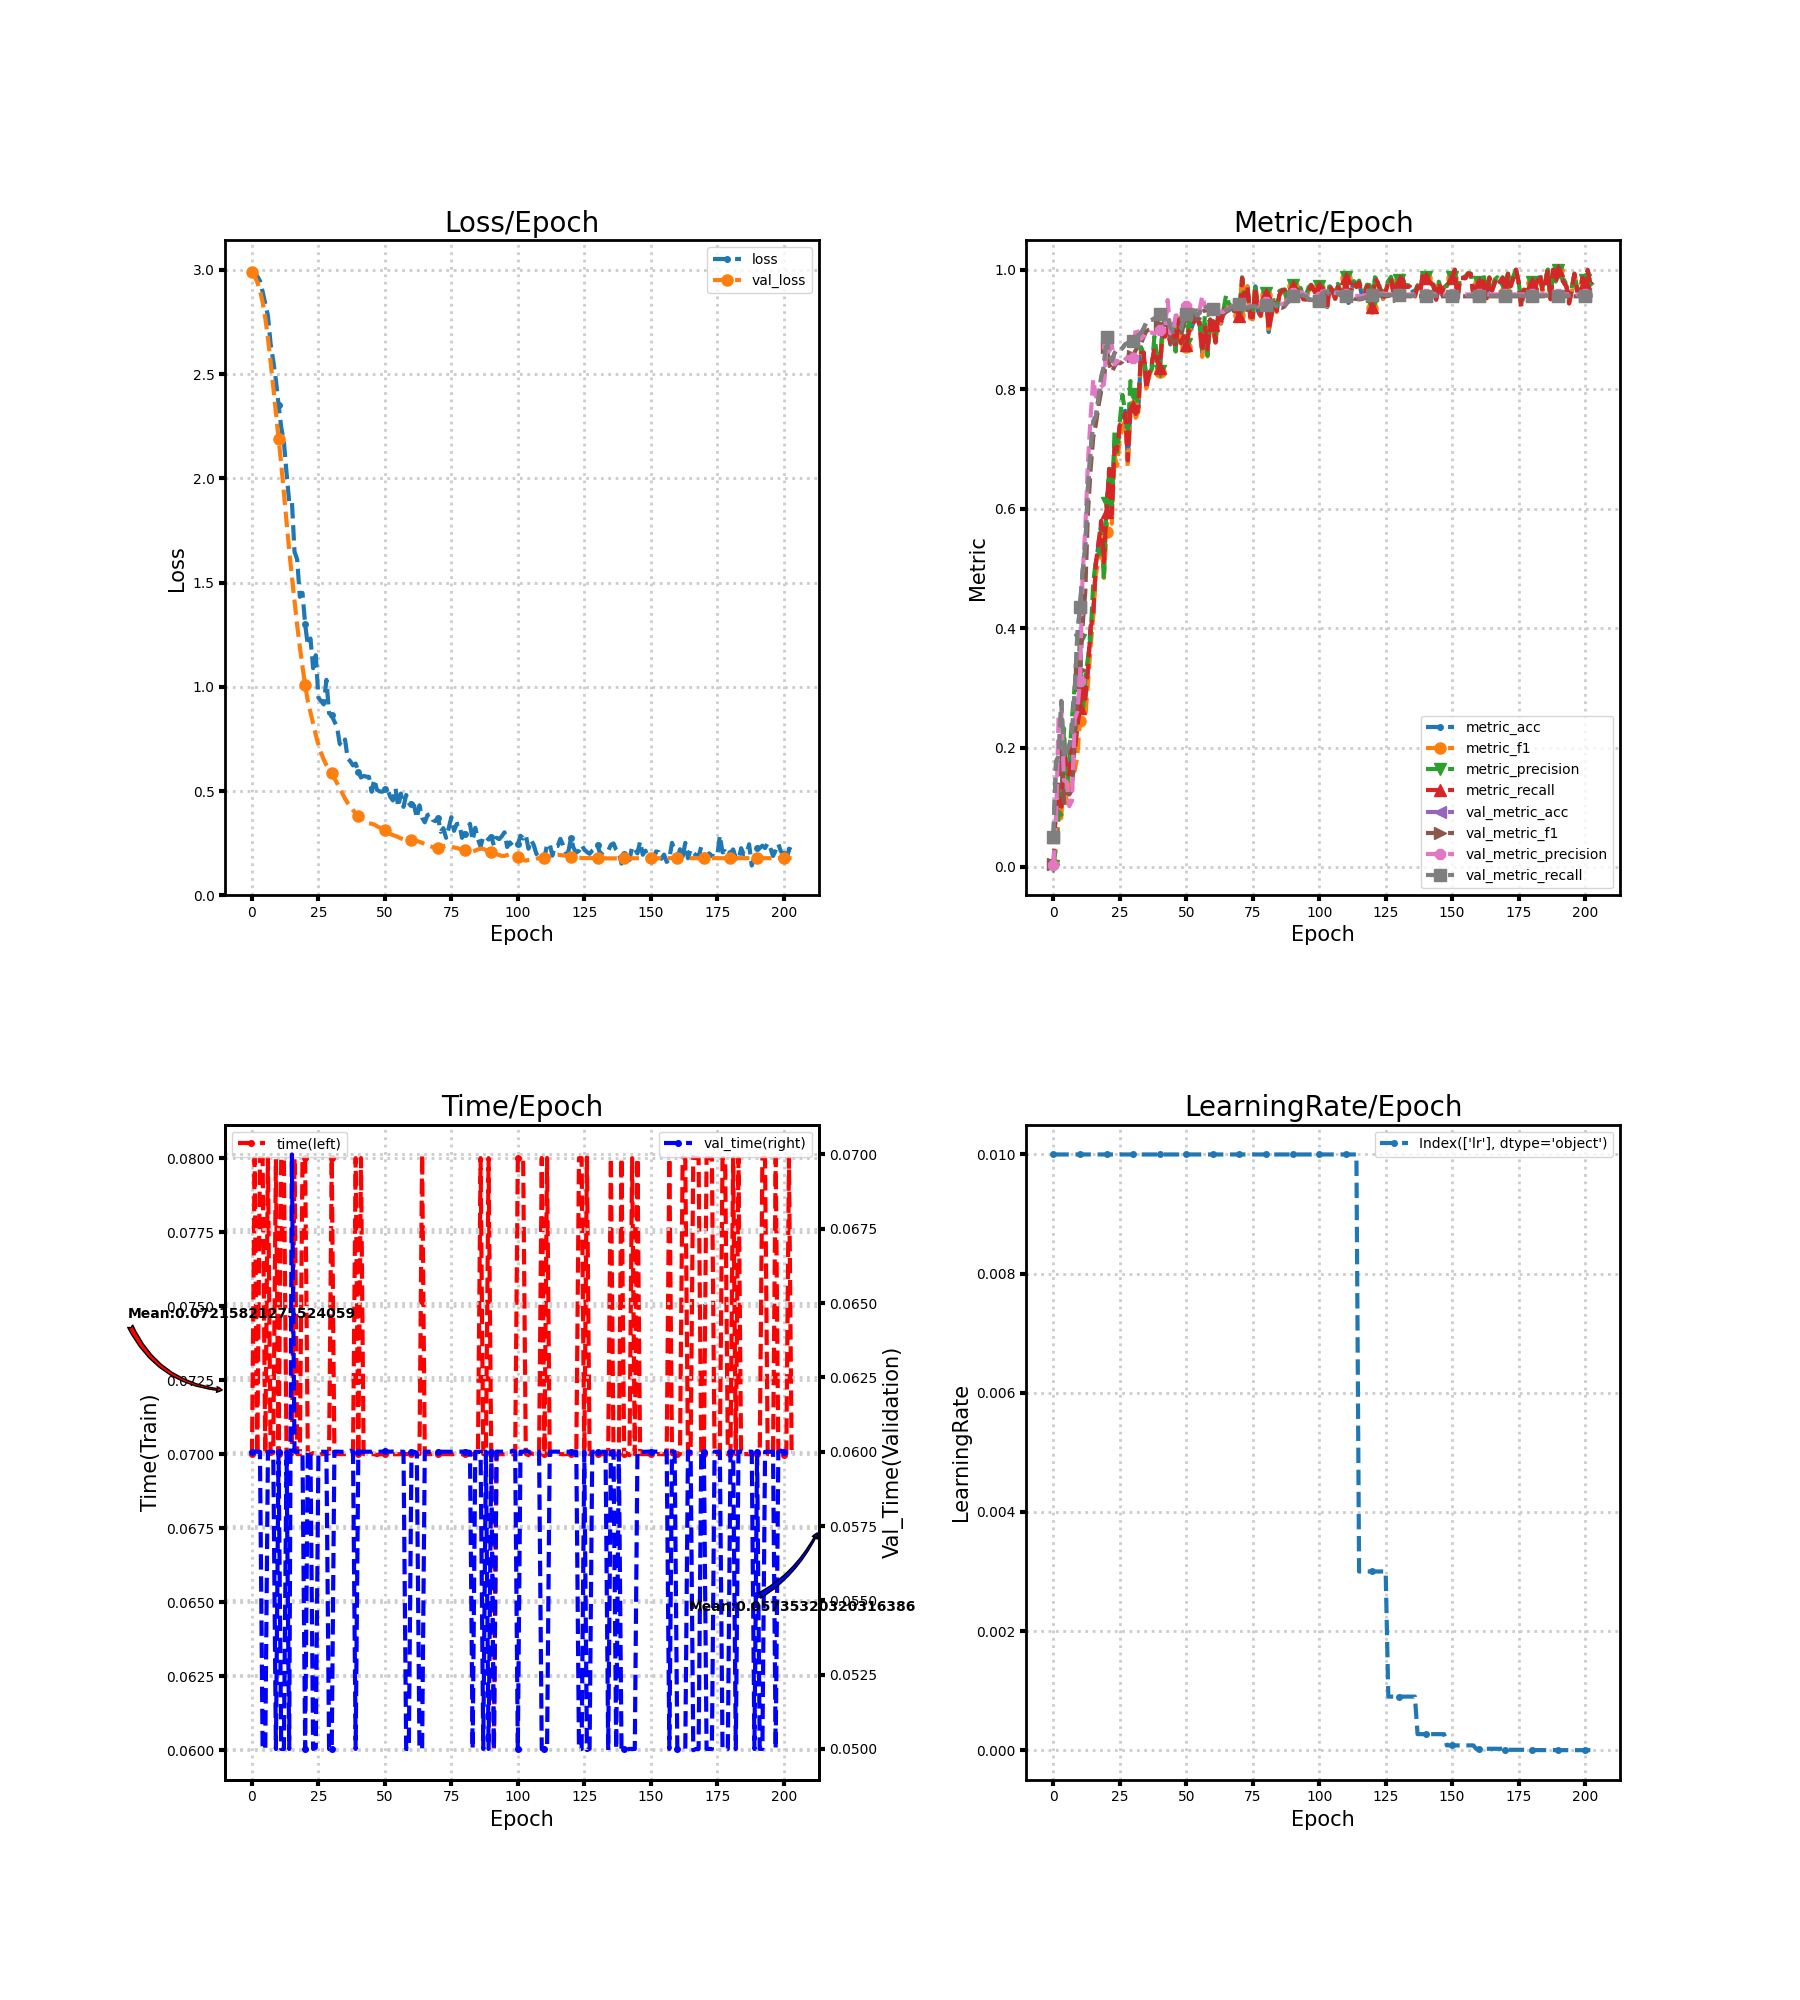 Loss/Epoch
3.0
2.5
2.0
1.5
1.0
0.5
0.0
Loss
loss
val_loss
0 25 50 75 100 125 150 175 200
Epoch
Metric/Epoch
1.0
0.8
0.6
0.4
0.2
0.0
Metric
metric_acc
metric_f1
metric_precision
metric_recall
val_metric_acc
val_metric_f1
val_metric_precision
val_metric_recall
0 25 50 75 100 125 150 175 200
Epoch
Time/Epoch
time(left)
val_time(right)
0.0800
0.0775
0.0750
0.0725
0.0700
0.0675
0.0650
0.0625
0.0600
Time(Train)
0.0700
0.0675
0.0650
0.0625
0.0600
0.0575
0.0550
0.0525
0.0500
Val_Time(Validation)
0 25 50 75 100 125 150 175 200
Epoch
LearningRate/Epoch
Index(['lr'], dtype='object')
0.010
0.008
0.006
0.004
0.002
0.000
LearningRate
0 25 50 75 100 125 150 175 200
Epoch